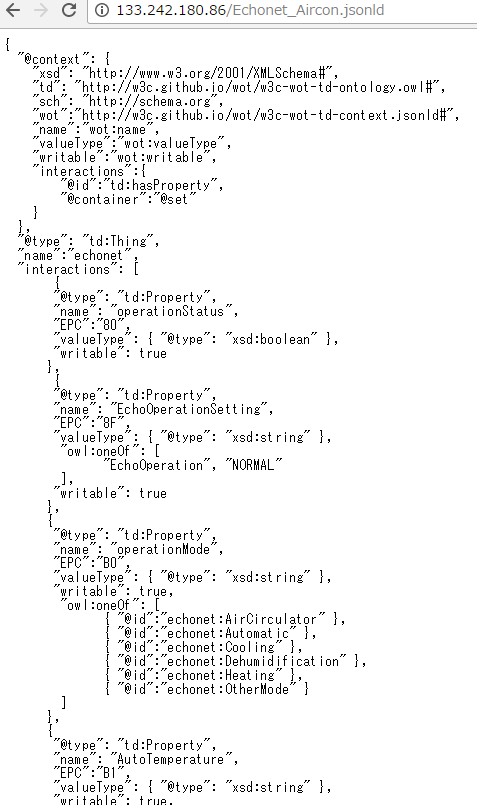 133.242.180.86/Echonet_Aircon.jsonld
{
"@context": {
"xsd": "http://www.w3.org/2001/XMLSchema#",
"td": "http://w3c.github.io/wot/w3c-wot-td-ontology.owl#",
"sch": "http://schema.org",
"wot":"http://w3c.github.io/wot/w3c-wot-td-context.jsonld#",
"name":"wot:name",
"valueType":"wot:valueType",
"writable":"wot:writable",
"interactions":{
"@id":"td:hasProperty",
"@container":"@set"
}
},
"@type": "td:Thing",
"name":"echonet",
"interactions": [
{
"@type": "td:Property",
"name": "operationStatus",
"EPC":"80",
"valueType": { "@type": "xsd:boolean" },
"writable": true
},
{
"@type": "td:Property",
"name": "EchoOperationSetting",
"EPC":"8F",
"valueType": { "@type": "xsd:string" },
"owl:oneOf": [
"EchoOperation", "NORMAL"
],
"writable": true
},
{
"@type": "td:Property",
"name": "operationMode",
"EPC":"B0",
"valueType": { "@type": "xsd:string" },
"writable": true,
"owl:oneOf": [
{ "@id":"echonet:AirCirculator" },
{ "@id":"echonet:Automatic" },
{ "@id":"echonet:Cooling" },
{ "@id":"echonet:Dehumidification" },
{ "@id":"echonet:Heating" },
{ "@id":"echonet:OtherMode" }
]
},
{
"@type": "td:Property",
"name": "AutoTemperature",
"EPC":"B1",
"valueType": { "@type": "xsd:string" },
"writable": true,